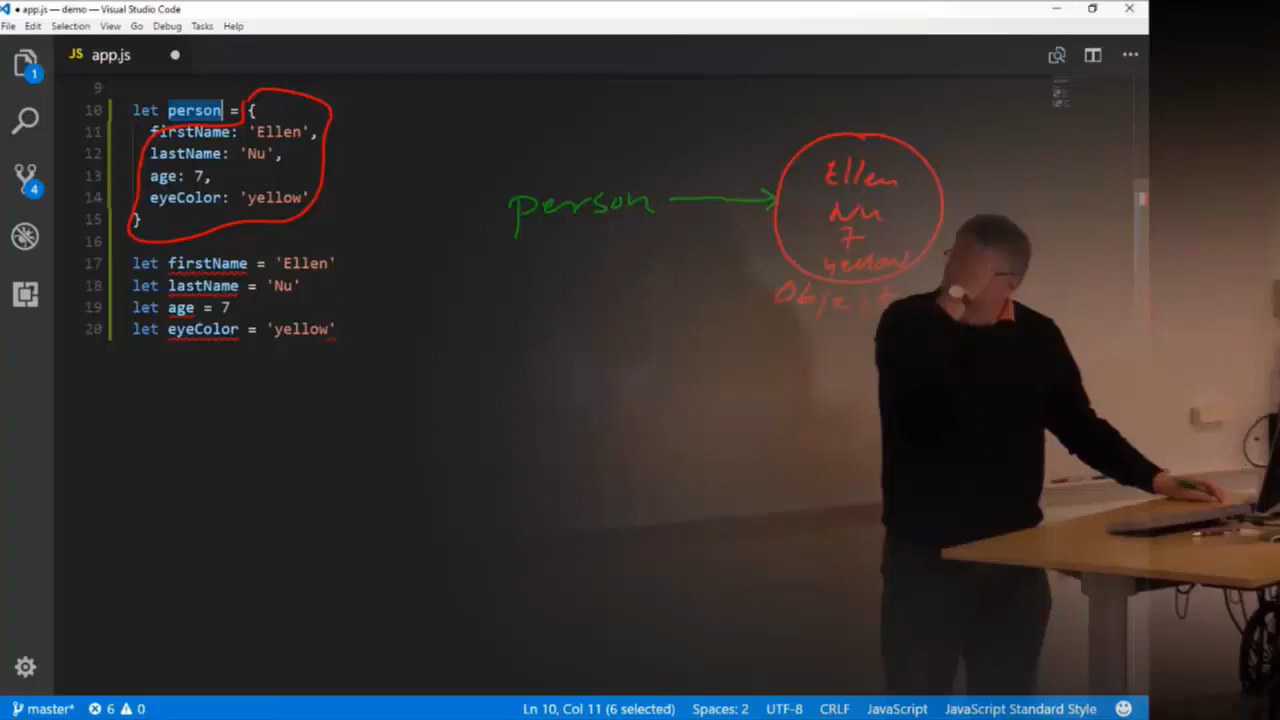 ● app.js — demo — Visual Studio Code
File Edit Selection View Go Debug Tasks Help
JS app.js ●
1
4
9
10 let person = {
11 firstName: 'Ellen',
12 lastName: 'Nu',
13 age: 7,
14 eyeColor: 'yellow'
15 }
16
17 let firstName = 'Ellen'
18 let lastName = 'Nu'
19 let age = 7
20 let eyeColor = 'yellow'
person
Ellen
Nu
7
yellow
Object
master* 6 0 Ln 10, Col 11 (6 selected) Spaces: 2 UTF-8 CRLF JavaScript JavaScript Standard Style